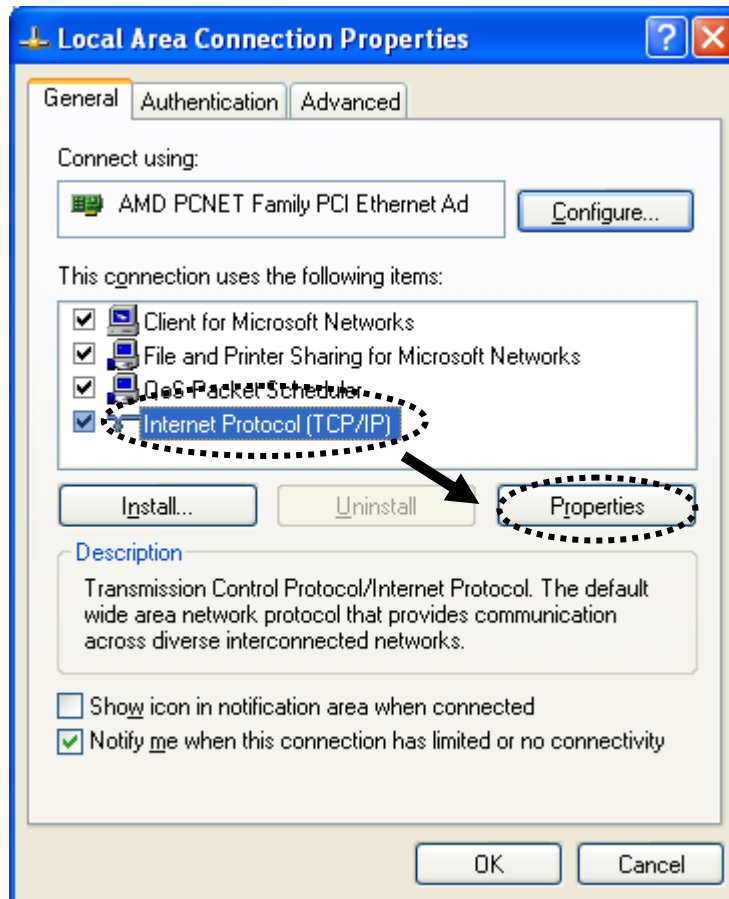 Local Area Connection Properties
General Authentication Advanced
Connect using:
AMD PCNET Family PCI Ethernet Ad Configure...
This connection uses the following items:
Client for Microsoft Networks
File and Printer Sharing for Microsoft Networks
QoS Packet Scheduler
Internet Protocol (TCP/IP)
Install... Uninstall Properties
Description
Transmission Control Protocol/Internet Protocol. The default
wide area network protocol that provides communication
across diverse interconnected networks.
Show icon in notification area when connected
Notify me when this connection has limited or no connectivity
OK Cancel